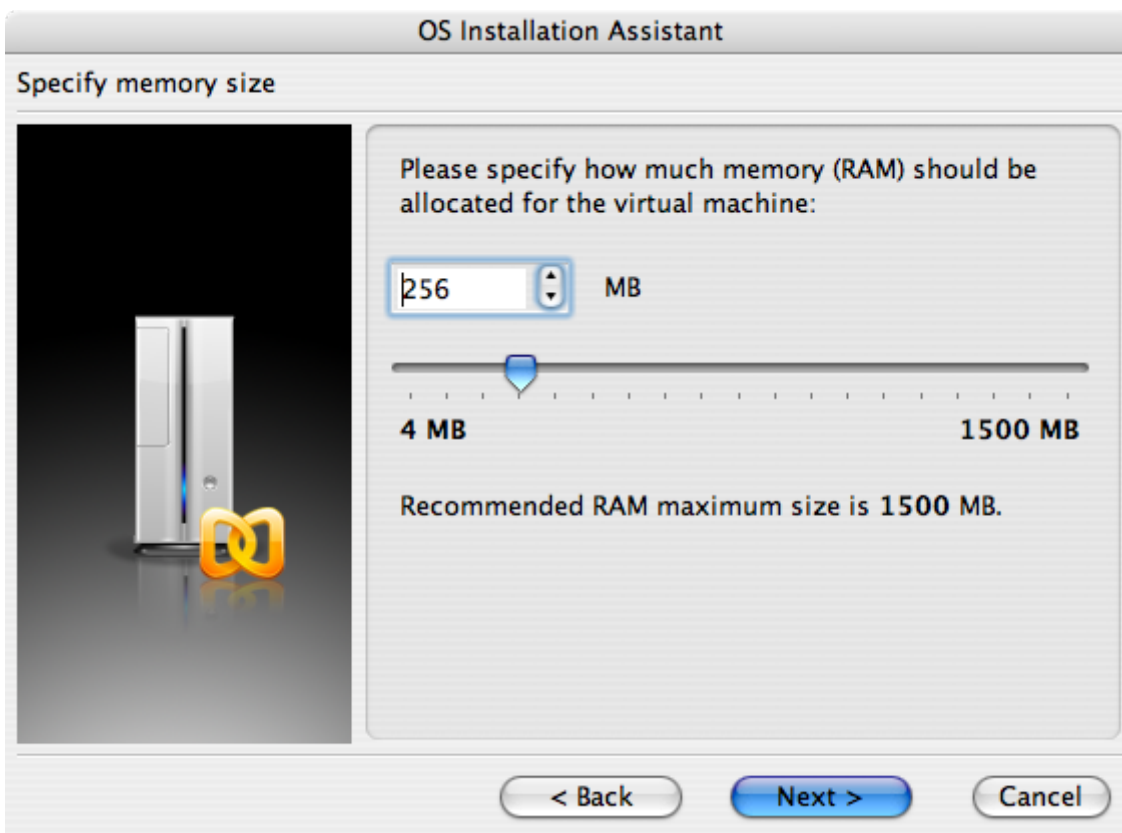 OS Installation Assistant
Specify memory size
Please specify how much memory (RAM) should be
allocated for the virtual machine:
256 MB
4 MB 1500 MB
Recommended RAM maximum size is 1500 MB.
< Back Next > Cancel